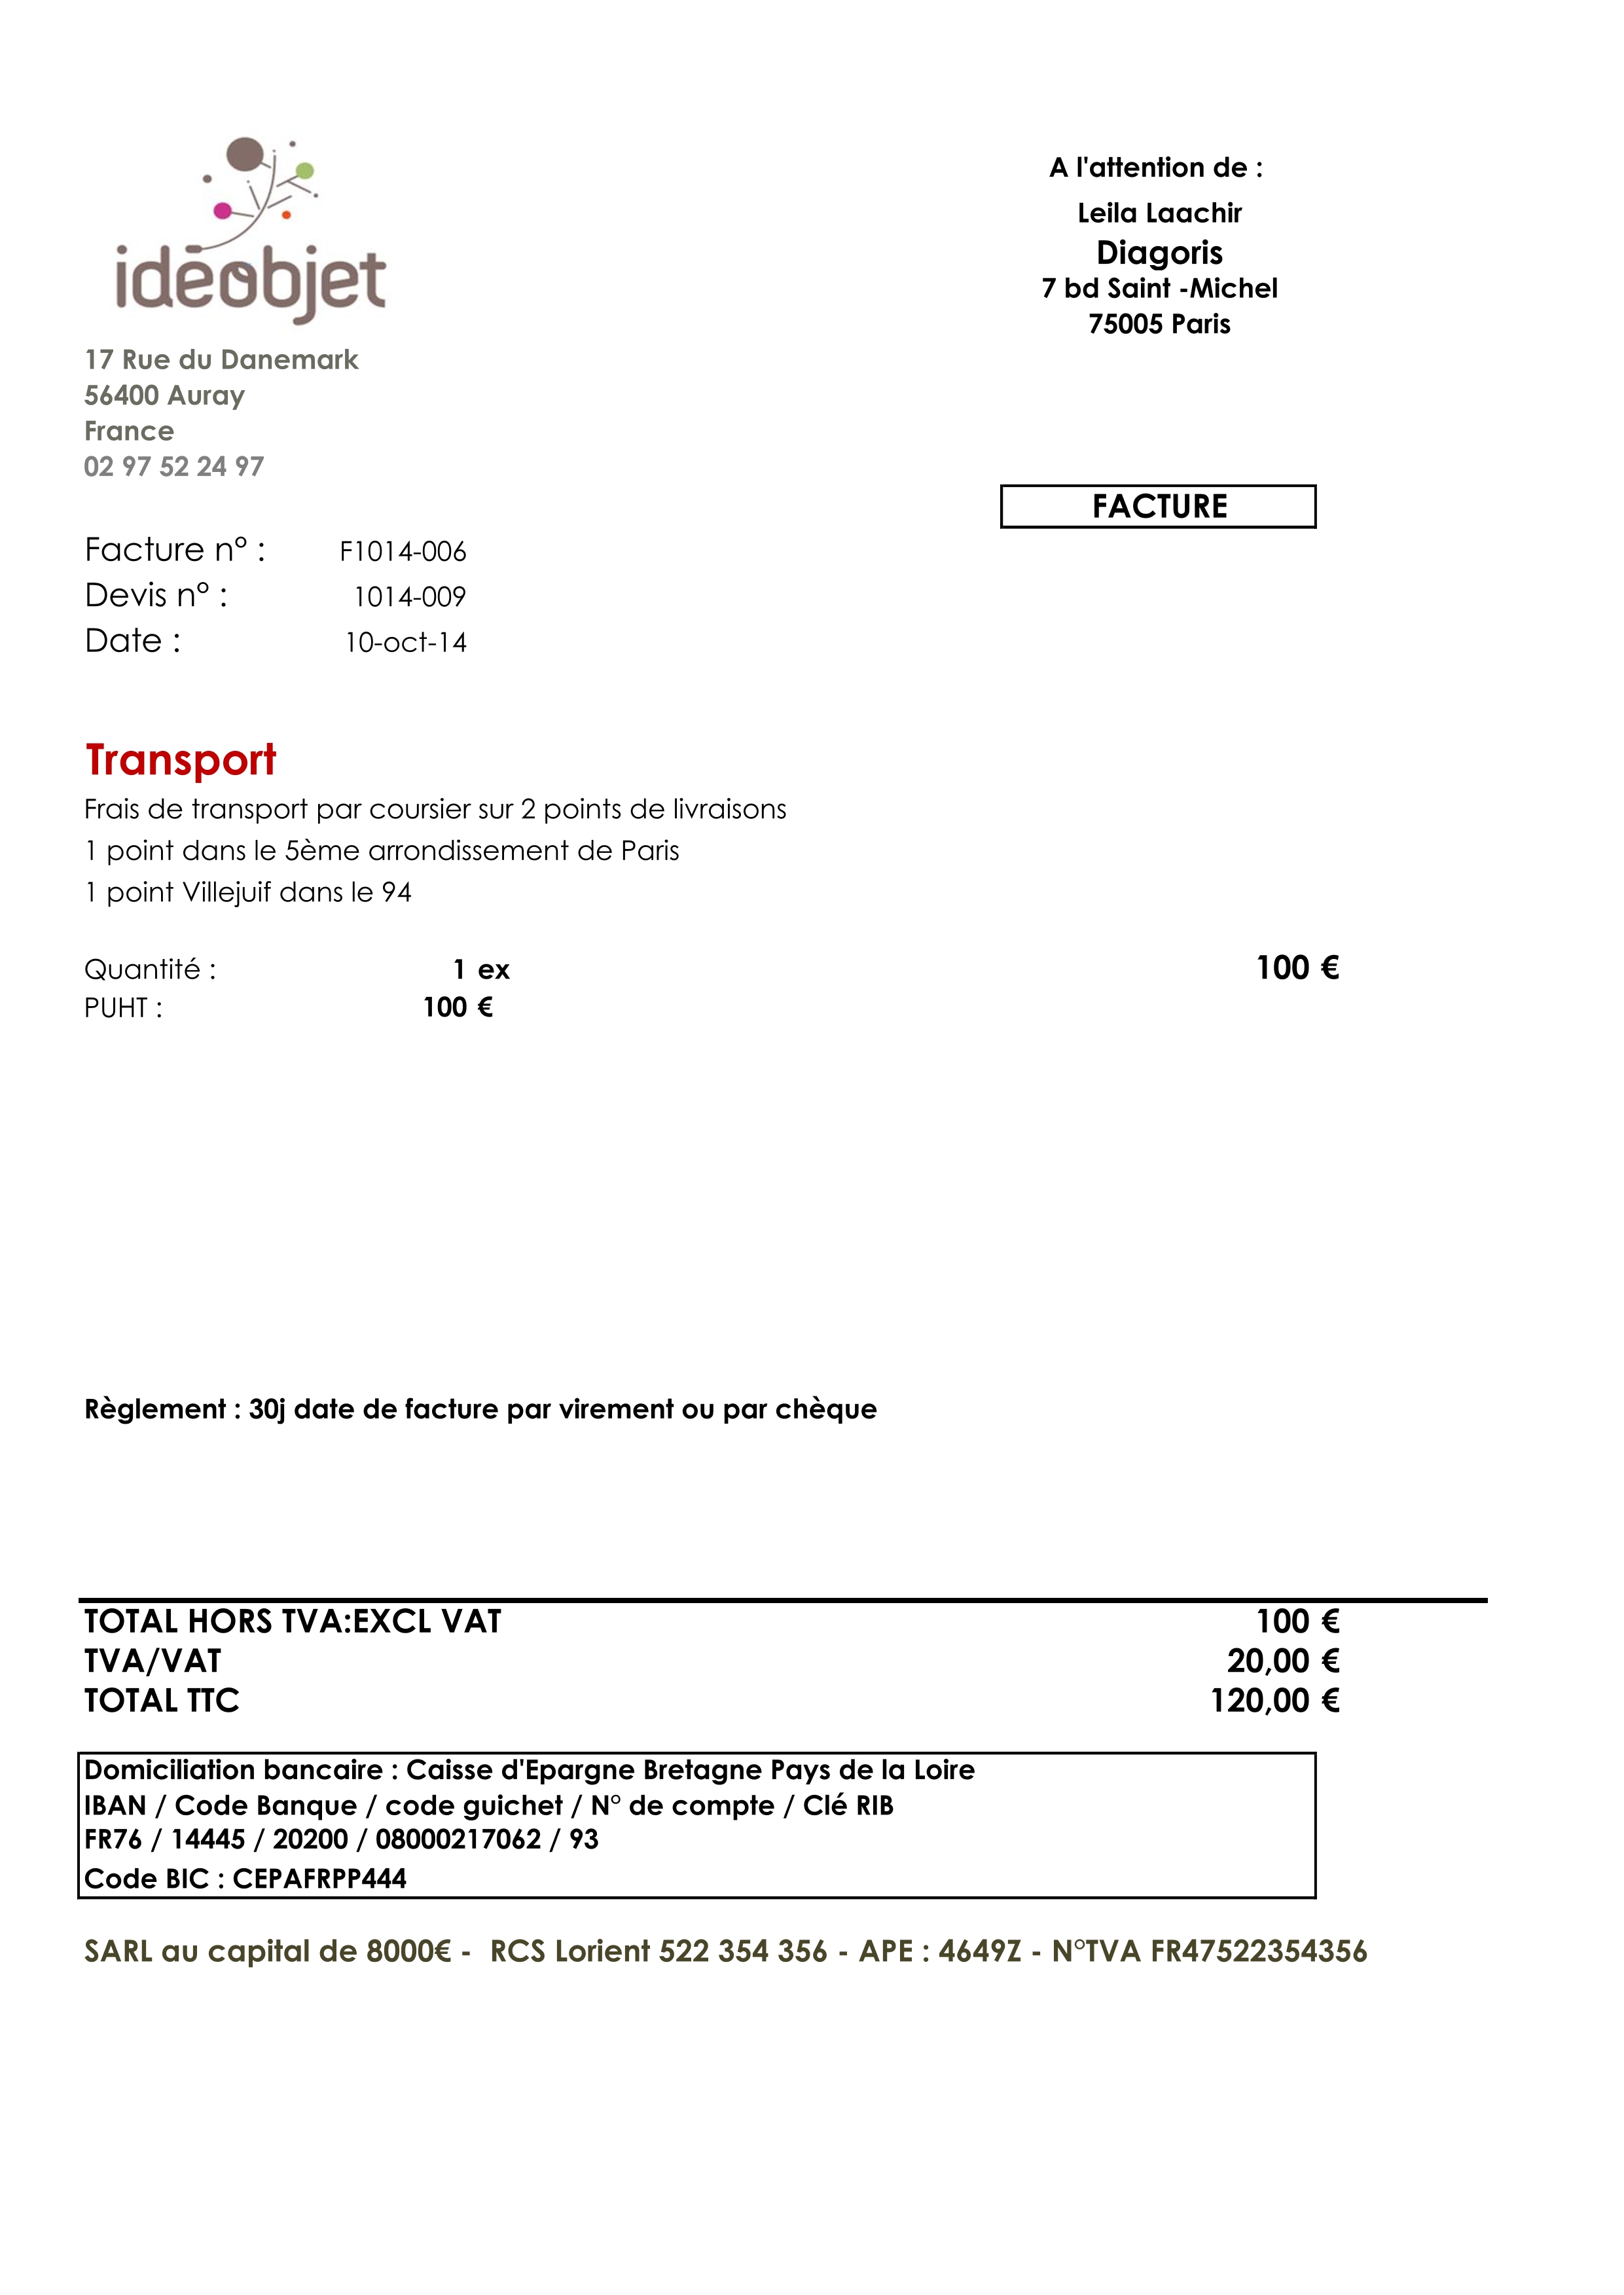 idéobjet
17 Rue du Danemark
56400 Auray
France
02 97 52 24 97
A l'attention de :
Leila Laachir
Diagoris
7 bd Saint -Michel
75005 Paris
FACTURE
Facture n° : F1014-006
Devis n° : 1014-009
Date : 10-oct-14
Transport
Frais de transport par coursier sur 2 points de livraisons
1 point dans le 5ème arrondissement de Paris
1 point Villejuif dans le 94
Quantité : 1 ex 100 €
PUHT : 100 €
Règlement : 30j date de facture par virement ou par chèque
TOTAL HORS TVA:EXCL VAT 100 €
TVA/VAT 20,00 €
TOTAL TTC 120,00 €
Domiciliation bancaire : Caisse d'Epargne Bretagne Pays de la Loire
IBAN / Code Banque / code guichet / N° de compte / Clé RIB
FR76 / 14445 / 20200 / 08000217062 / 93
Code BIC : CEPAFRPP444
SARL au capital de 8000€ - RCS Lorient 522 354 356 - APE : 4649Z - N°TVA FR47522354356